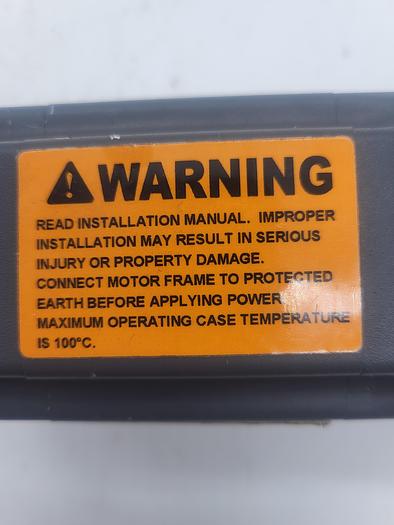 WARNING
READ INSTALLATION MANUAL. IMPROPER
INSTALLATION MAY RESULT IN SERIOUS
INJURY OR PROPERTY DAMAGE.
CONNECT MOTOR FRAME TO PROTECTED
EARTH BEFORE APPLYING POWER
MAXIMUM OPERATING CASE TEMPERATURE
IS 100°C.